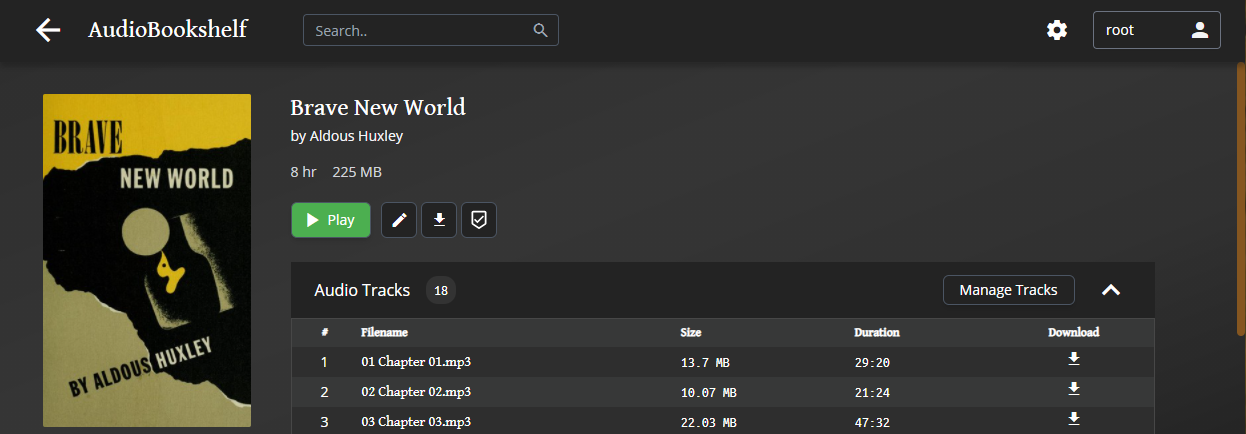 AudioBookshelf
Search..
root
BRAVE
NEW WORLD
BY ALDOUS HUXLEY
Brave New World
by Aldous Huxley
8 hr 225 MB
Play
Audio Tracks 18
Manage Tracks
# Filename Size Duration Download
1 01 Chapter 01.mp3 13.7 MB 29:20
2 02 Chapter 02.mp3 10.07 MB 21:24
3 03 Chapter 03.mp3 22.03 MB 47:32